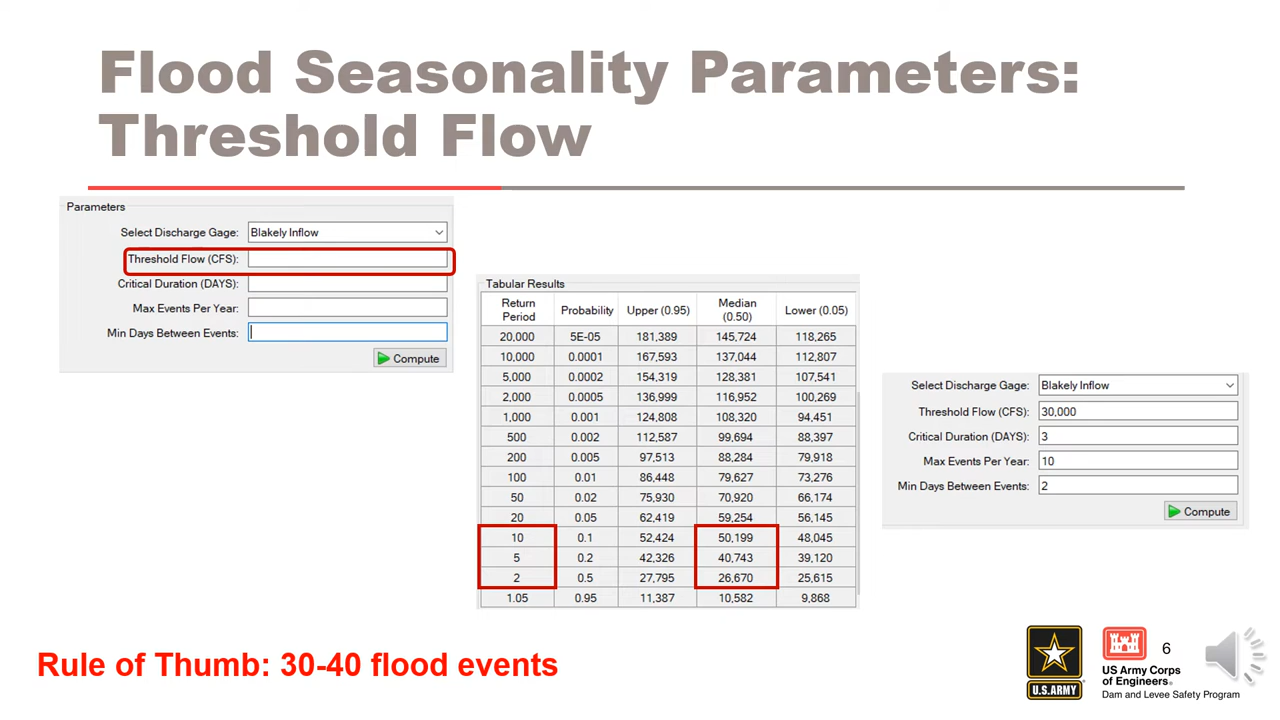 Flood Seasonality Parameters:
Threshold Flow
Parameters
Select Discharge Gage: Blakely Inflow
Threshold Flow (CFS):
Critical Duration (DAYS):
Max Events Per Year:
Min Days Between Events:
Compute
Tabular Results
Return Period Probability Upper (0.95) Median (0.50) Lower (0.05)
20,000 5E-05 181,389 145,724 118,265
10,000 0.0001 167,593 137,044 112,807
5,000 0.0002 154,319 128,381 107,541
2,000 0.0005 136,999 116,952 100,269
1,000 0.001 124,808 108,320 94,451
500 0.002 112,587 99,694 88,397
200 0.005 97,513 88,284 79,918
100 0.01 86,448 79,627 73,276
50 0.02 75,930 70,920 66,174
20 0.05 62,419 59,254 56,145
10 0.1 52,424 50,199 48,045
5 0.2 42,326 40,743 39,120
2 0.5 27,795 26,670 25,615
1.05 0.95 11,387 10,582 9,868
Select Discharge Gage: Blakely Inflow
Threshold Flow (CFS): 30,000
Critical Duration (DAYS): 3
Max Events Per Year: 10
Min Days Between Events: 2
Compute
Rule of Thumb: 30-40 flood events
U.S.ARMY
US Army Corps
of Engineers®
Dam and Levee Safety Program
6